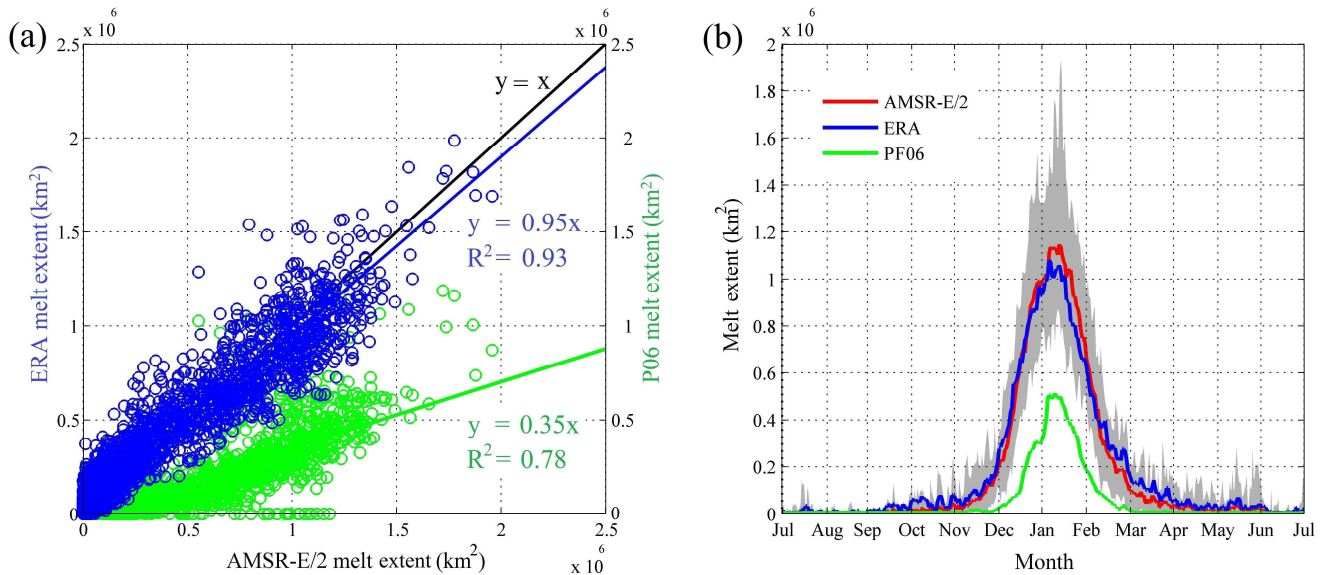 (a)
x 10^6
x 10^6
2.5
2
1.5
1
0.5
0
ERA melt extent (km²)
y = x
y = 0.95x
R² = 0.93
y = 0.35x
R² = 0.78
2.5
2
1.5
1
0.5
0
P06 melt extent (km²)
0 0.5 1 1.5 2 2.5
AMSR-E/2 melt extent (km²)
x 10^6
(b)
x 10^6
2
1.8
1.6
1.4
1.2
1
0.8
0.6
0.4
0.2
0
Melt extent (km²)
AMSR-E/2
ERA
PF06
Jul Aug Sep Oct Nov Dec Jan Feb Mar Apr May Jun Jul
Month